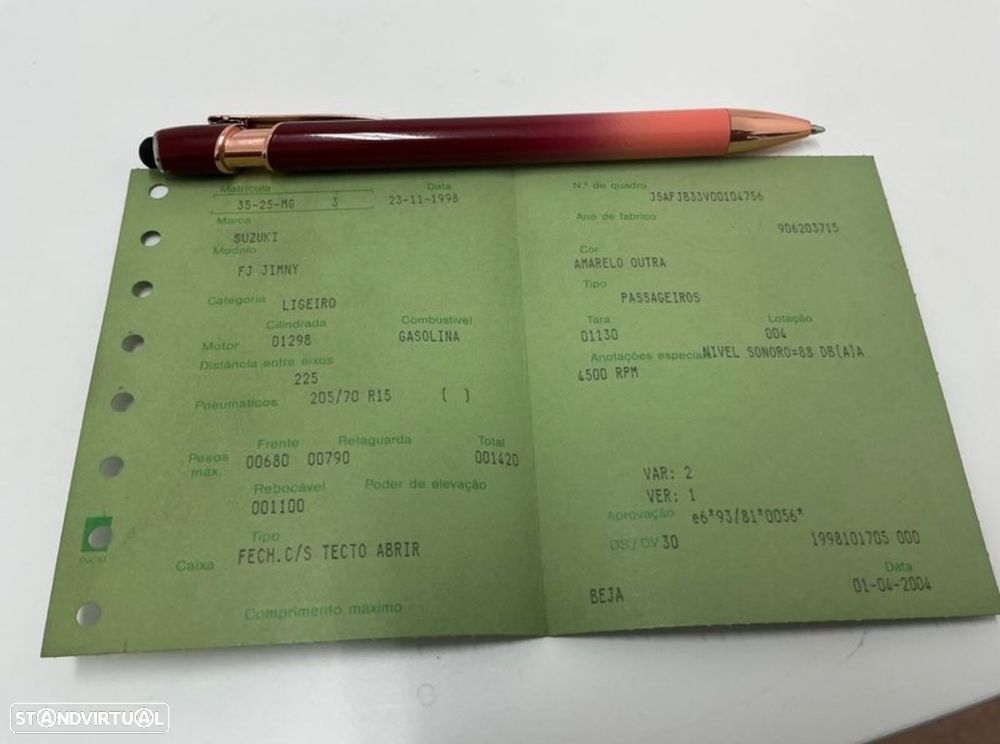 Matrícula Data
35-25-MG 3 23-11-1998
Marca
SUZUKI
Modelo
FJ JIMNY
Categoria LIGEIRO
Cilindrada Combustível
Motor 01298 GASOLINA
Distância entre eixos
225
Pneumáticos 205/70 R15 ( )
Frente Retaguarda Total
Pesos máx. 00680 00790 001420
Rebocável Poder de elevação
001100
Tipo
Caixa FECH.C/S TECTO ABRIR
Comprimento máximo
N.º de quadro JSAFJB33V00104756
Ano de fabrico 906203715
Cor
AMARELO OUTRA
Tipo
PASSAGEIROS
Tara Lotação
01130 004
Anotações especiais NIVEL SONORO=88 DB(A)A
4500 RPM
VAR: 2
VER: 1
Aprovação e6*93/81*0056*
DS/DV 30 1998101705 000
Data
BEJA 01-04-2004
STANDVIRTUAL